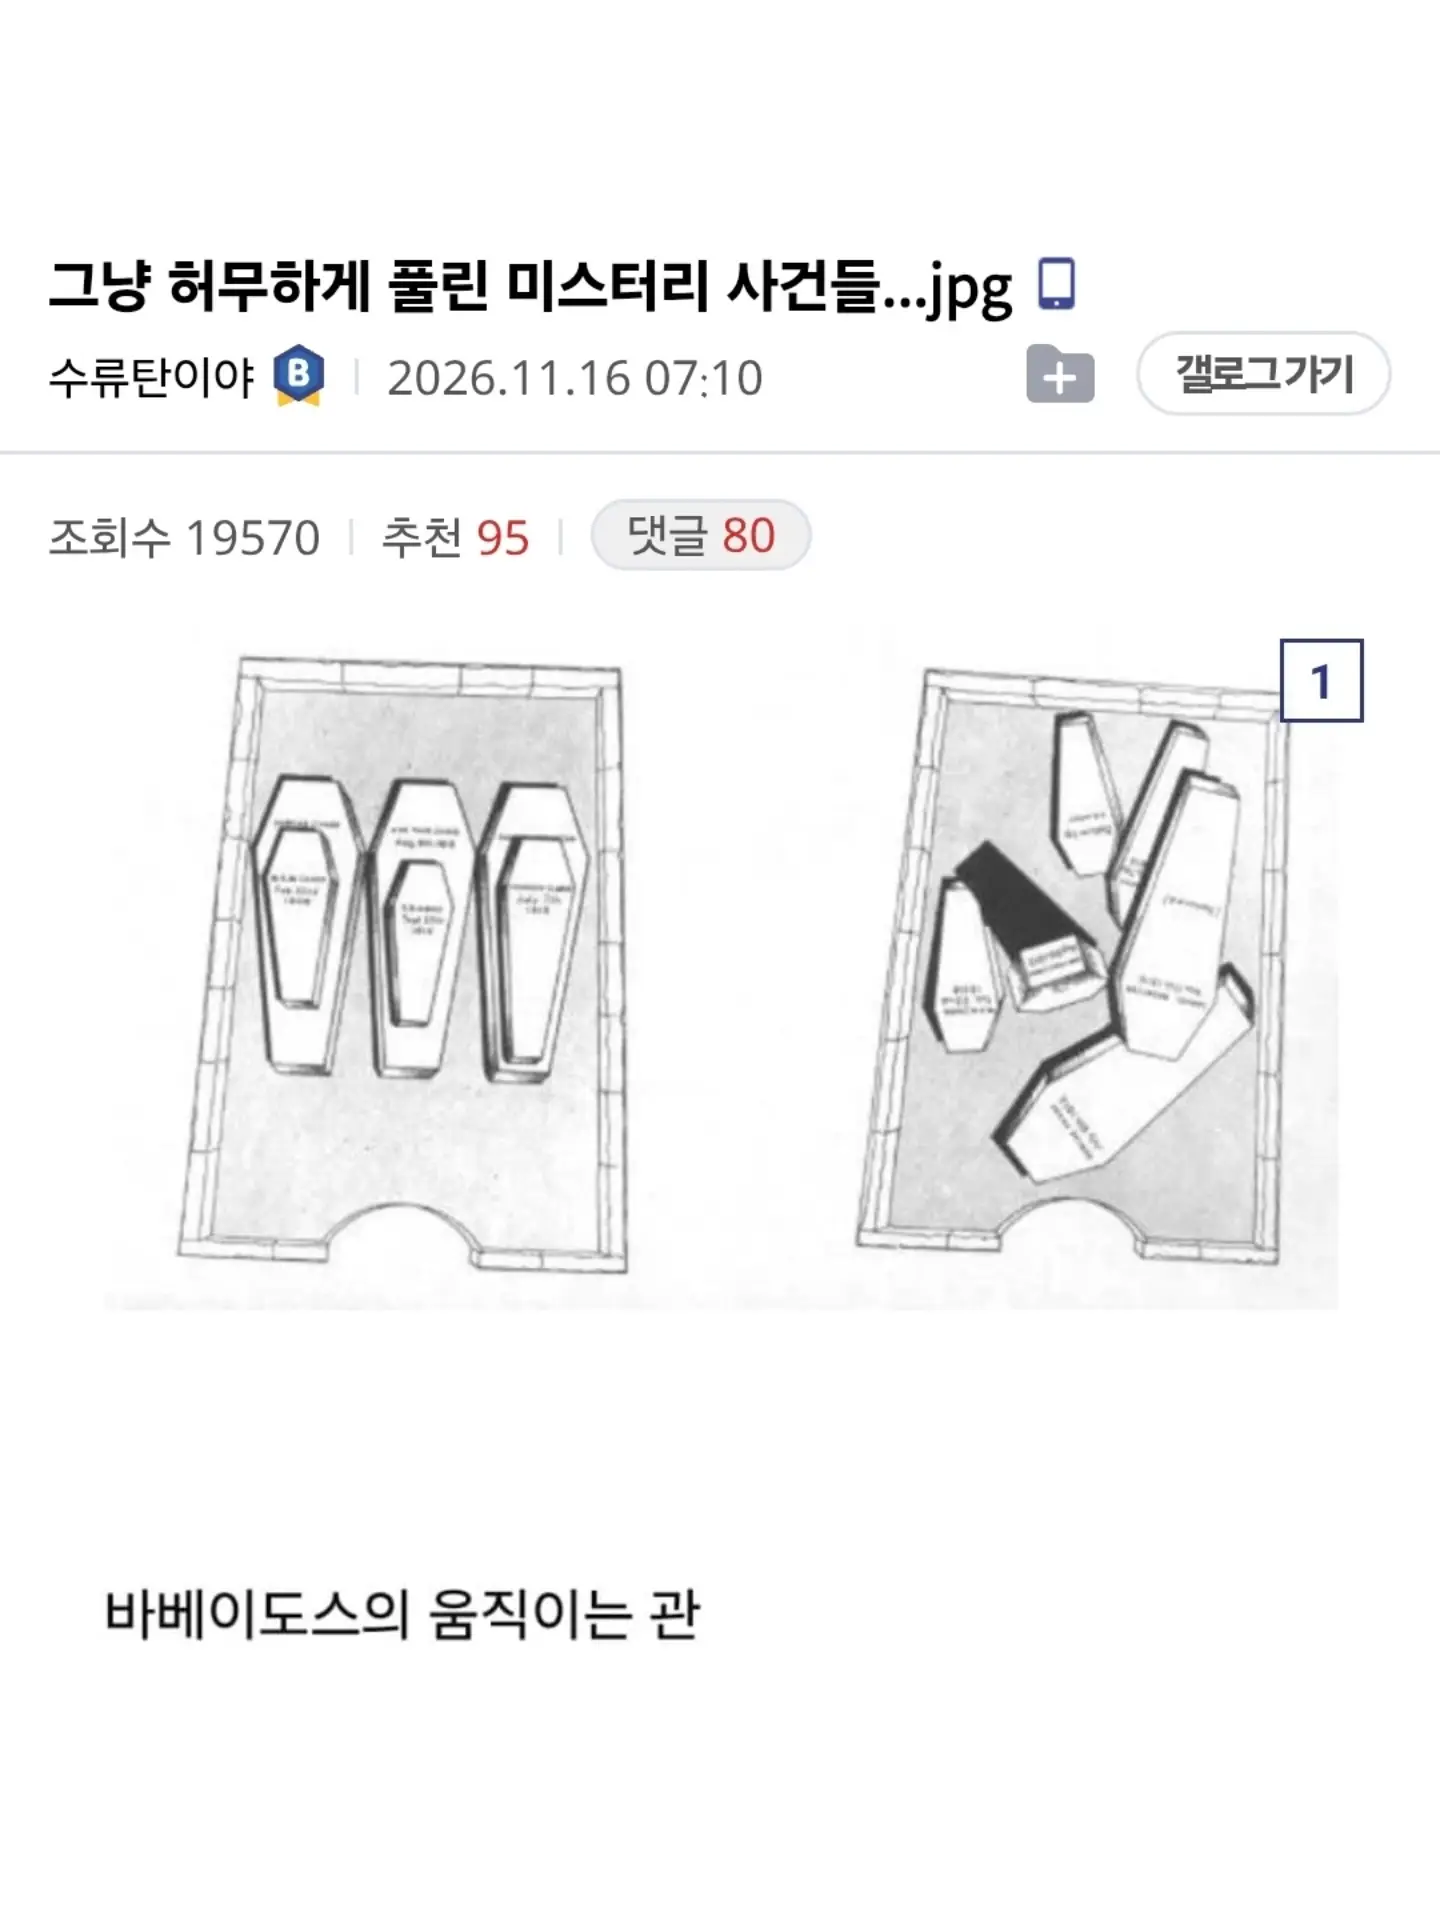 그냥 허무하게 풀린 미스터리 사건들...jpg
수류탄이야 B 2026.11.16 07:10 갤로그 가기
조회수 19570 추천 95 댓글 80
1
바베이도스의 움직이는 관